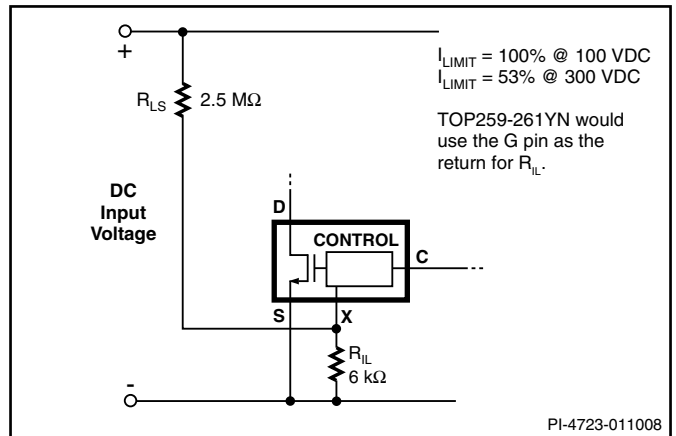 +
R_LS 2.5 MΩ
I_LIMIT = 100% @ 100 VDC
I_LIMIT = 53% @ 300 VDC
TOP259-261YN would
use the G pin as the
return for R_IL.
DC
Input
Voltage
D
CONTROL
C
S
X
R_IL
6 kΩ
-
PI-4723-011008